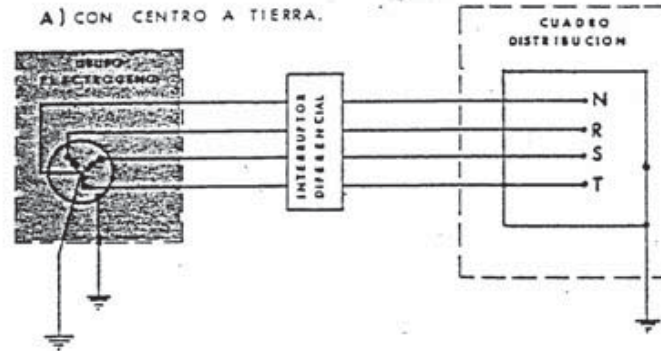 A) CON CENTRO A TIERRA.
CUADRO
DISTRIBUCION
GRUPO
ELECTROGENO
INTERRUPTOR
DIFERENCIAL
N
R
S
T